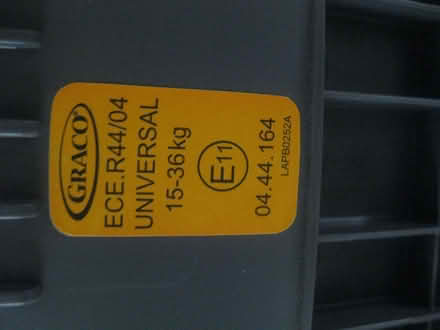 GRACO
ECE.R44/04
UNIVERSAL
15-36kg
E11
04.44.164
LAPB0252A